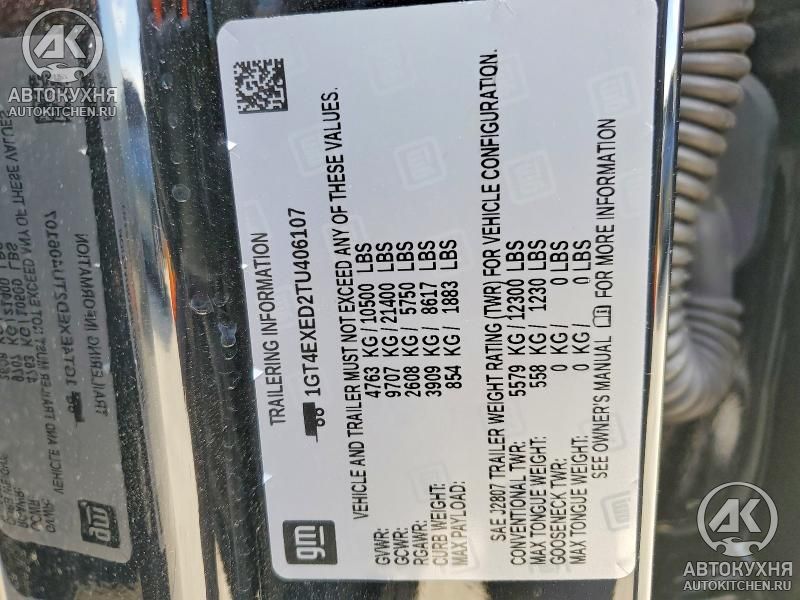 TRAILERING INFORMATION
1GT4EXED2TU406107
VEHICLE AND TRAILER MUST NOT EXCEED ANY OF THESE VALUES.
GVWR: 4763 KG / 10500 LBS
GCWR: 9707 KG / 21400 LBS
RGAWR: 2608 KG / 5750 LBS
CURB WEIGHT: 3909 KG / 8617 LBS
MAX PAYLOAD: 854 KG / 1883 LBS
SAE J2807 TRAILER WEIGHT RATING (TWR) FOR VEHICLE CONFIGURATION.
CONVENTIONAL TWR: 5579 KG / 12300 LBS
MAX TONGUE WEIGHT: 558 KG / 1230 LBS
GOOSENECK TWR: 0 KG / 0 LBS
MAX TONGUE WEIGHT: 0 KG / 0 LBS
SEE OWNER'S MANUAL FOR MORE INFORMATION
gm
AK
АВТОКУХНЯ
AUTOKITCHEN.RU
AK
АВТОКУХНЯ
AUTOKITCHEN.RU